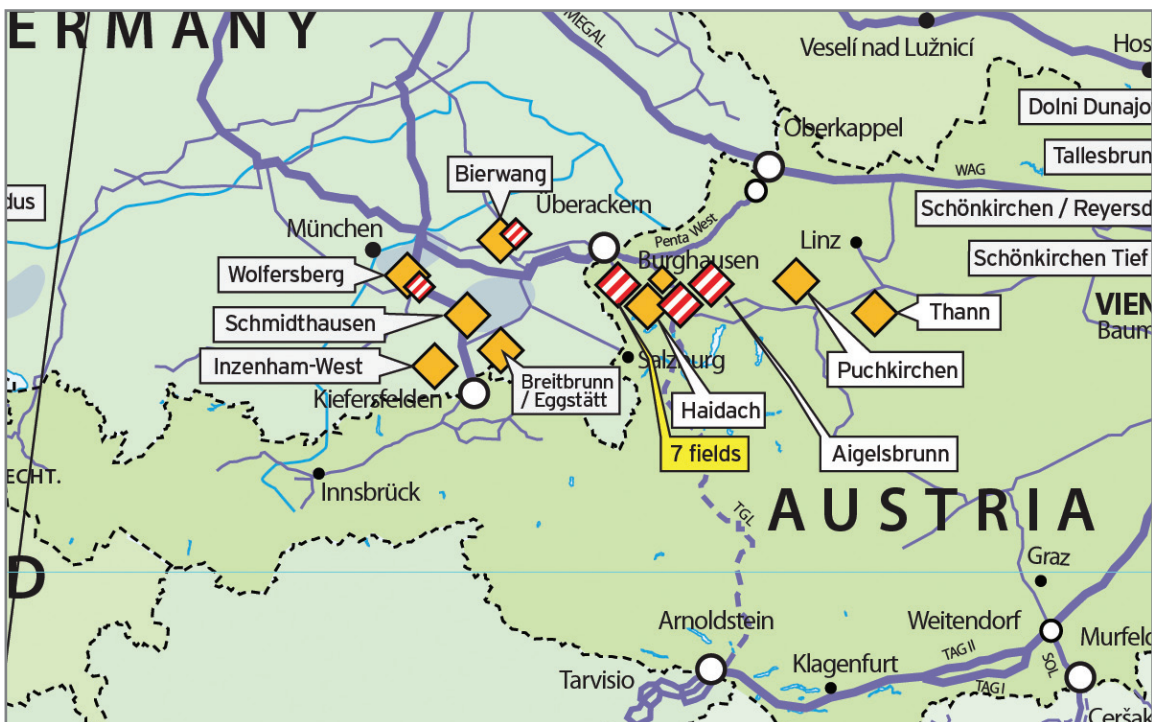 ERMANY
MEGAL
Veselí nad Lužnicí
Hos
Dolni Dunajo
Oberkappel
Tallesbrun
Bierwang
WAG
dus
Überackern
Schönkirchen / Reyersd
München
Penta West
Linz
Schönkirchen Tief
Wolfersberg
Burghausen
Thann
VIEN
Schmidthausen
Baum
Inzenham-West
Salzburg
Puchkirchen
Breitbrunn
/ Eggstätt
Kiefersfelden
Haidach
7 fields
Aigelsbrunn
ECHT.
Innsbrück
AUSTRIA
TGL
Graz
D
Arnoldstein
Weitendorf
Murfeld
TAG II
SOL
Klagenfurt
Tarvisio
TAG I
Ceršak